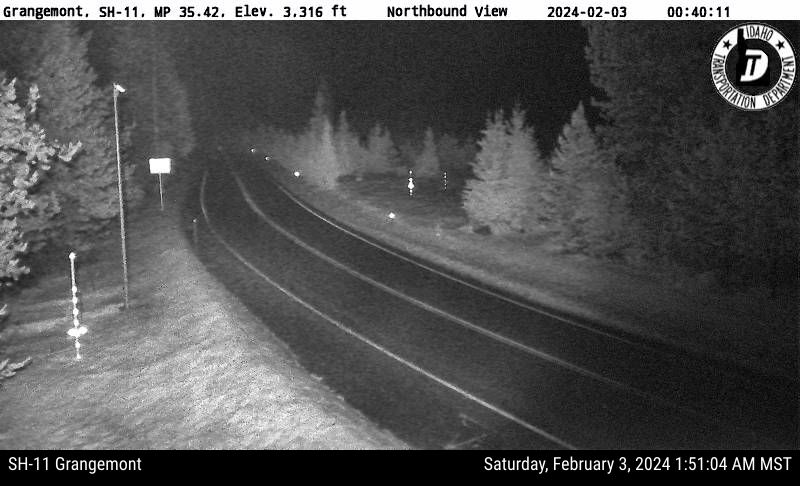 Grangemont, SH-11, MP 35.42, Elev. 3,316 ft Northbound View 2024-02-03 00:40:11
IDAHO
TRANSPORTATION DEPARTMENT
SH-11 Grangemont Saturday, February 3, 2024 1:51:04 AM MST